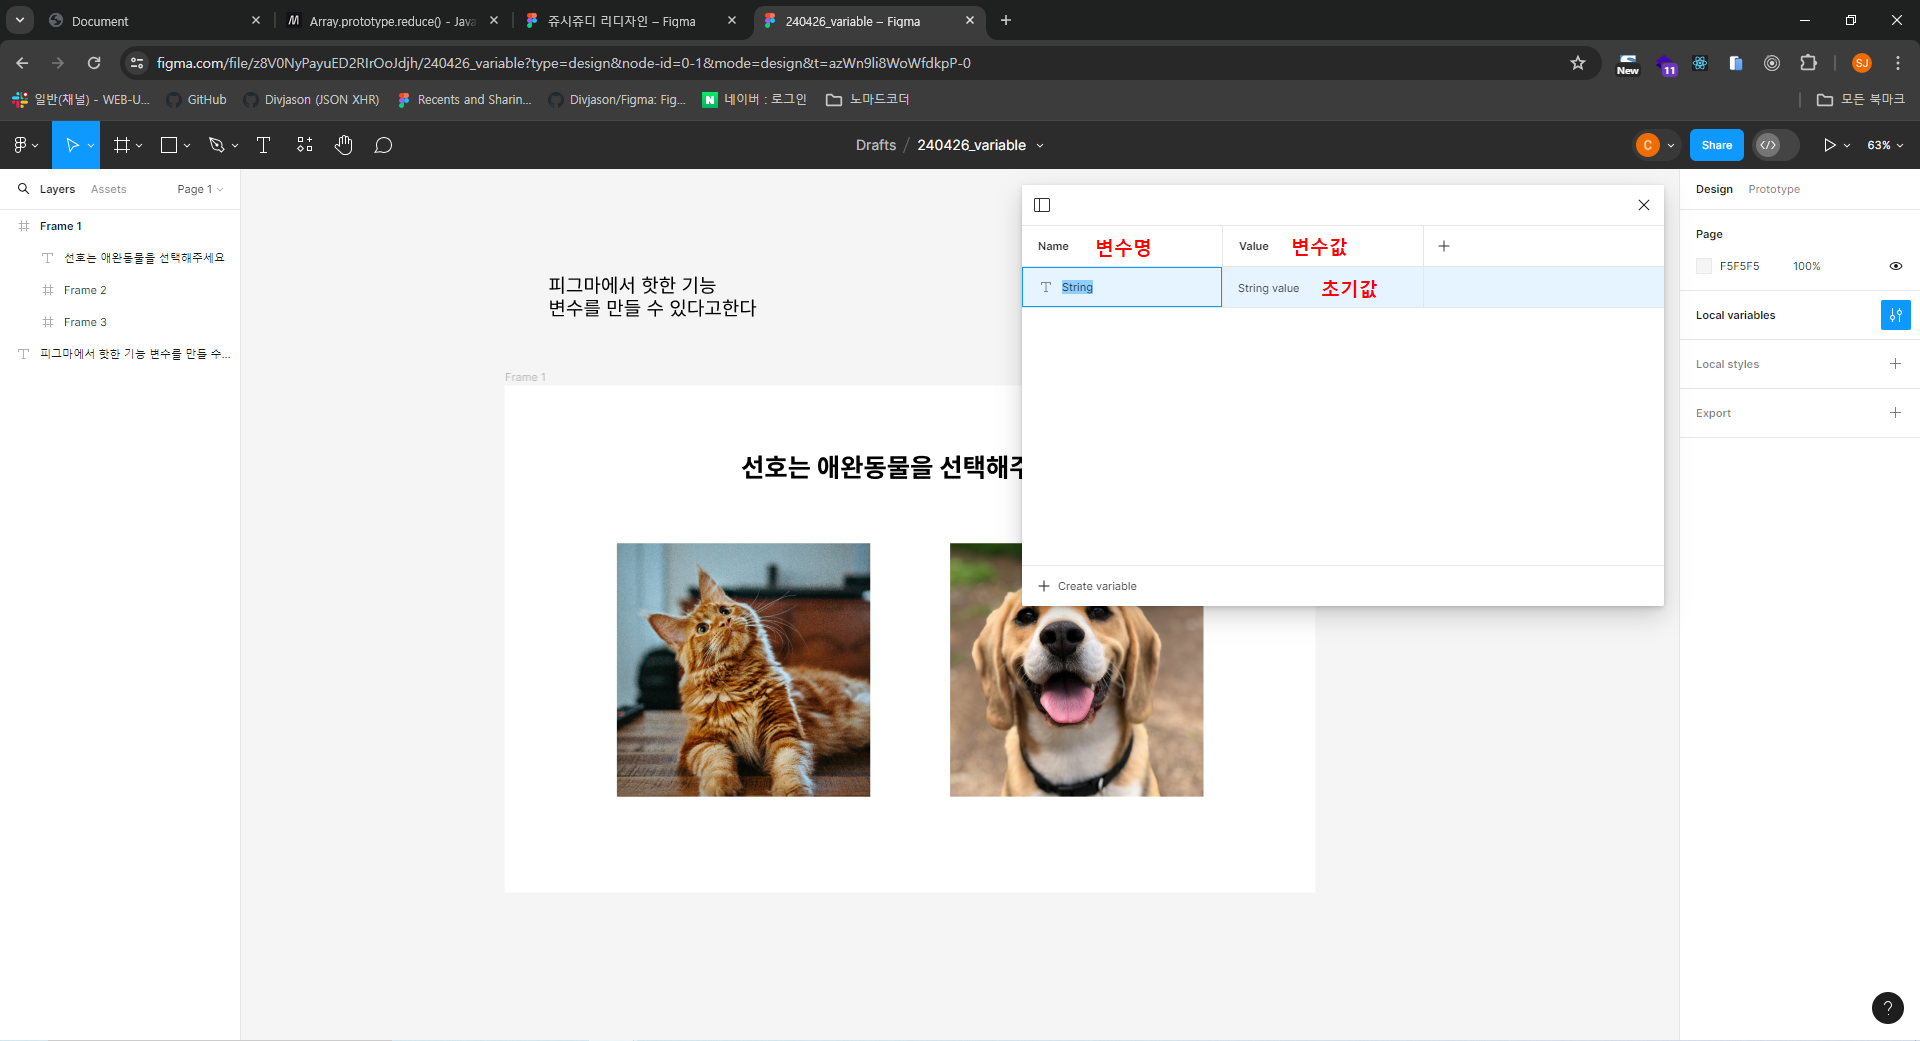 Document
Array.prototype.reduce() - Java
쥬시쥬디 리디자인 – Figma
240426_variable – Figma
figma.com/file/z8V0NyPayuED2RIrOoJdjh/240426_variable?type=design&node-id=0-1&mode=design&t=azWn9li8WoWfdkpP-0
New
11
SJ
일반(채널) - WEB-U...
GitHub
Divjason (JSON XHR)
Recents and Sharin...
Divjason/Figma: Fig...
N
네이버 : 로그인
노마드코더
모든 북마크
Drafts / 240426_variable
C
Share
63%
Layers
Assets
Page 1
Design
Prototype
Frame 1
선호는 애완동물을 선택해주세요
Frame 2
Frame 3
피그마에서 핫한 기능 변수를 만들 수...
피그마에서 핫한 기능
변수를 만들 수 있다고한다
Frame 1
선호는 애완동물을 선택해주
Name 변수명
Value 변수값
String
String value 초기값
Create variable
Page
F5F5F5 100%
Local variables
Local styles
Export
?